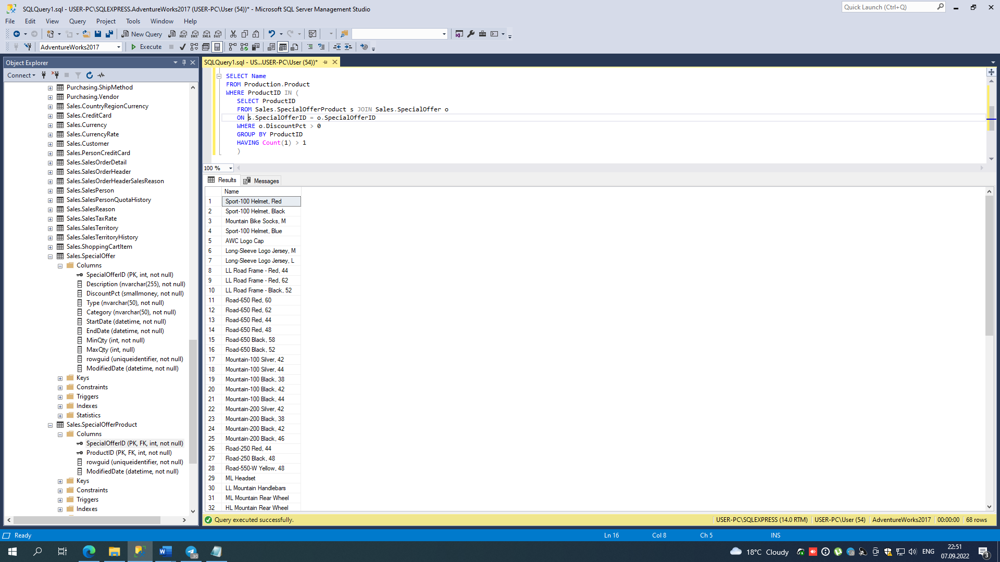 SQLQuery1.sql - USER-PC\SQLEXPRESS.AdventureWorks2017 (USER-PC\User (54))* - Microsoft SQL Server Management Studio
Quick Launch (Ctrl+Q)
File Edit View Query Project Tools Window Help
New Query
MDX DMX XMLA DAX
AdventureWorks2017
Execute
Object Explorer
Connect
Purchasing.ShipMethod
Purchasing.Vendor
Sales.CountryRegionCurrency
Sales.CreditCard
Sales.Currency
Sales.CurrencyRate
Sales.Customer
Sales.PersonCreditCard
Sales.SalesOrderDetail
Sales.SalesOrderHeader
Sales.SalesOrderHeaderSalesReason
Sales.SalesPerson
Sales.SalesPersonQuotaHistory
Sales.SalesReason
Sales.SalesTaxRate
Sales.SalesTerritory
Sales.SalesTerritoryHistory
Sales.ShoppingCartItem
Sales.SpecialOffer
Columns
SpecialOfferID (PK, int, not null)
Description (nvarchar(255), not null)
DiscountPct (smallmoney, not null)
Type (nvarchar(50), not null)
Category (nvarchar(50), not null)
StartDate (datetime, not null)
EndDate (datetime, not null)
MinQty (int, not null)
MaxQty (int, null)
rowguid (uniqueidentifier, not null)
ModifiedDate (datetime, not null)
Keys
Constraints
Triggers
Indexes
Statistics
Sales.SpecialOfferProduct
Columns
SpecialOfferID (PK, FK, int, not null)
ProductID (PK, FK, int, not null)
rowguid (uniqueidentifier, not null)
ModifiedDate (datetime, not null)
Keys
Constraints
Triggers
Indexes
SQLQuery1.sql - US...USER-PC\User (54))*
SELECT Name
FROM Production.Product
WHERE ProductID IN (
SELECT ProductID
FROM Sales.SpecialOfferProduct s JOIN Sales.SpecialOffer o
ON s.SpecialOfferID = o.SpecialOfferID
WHERE o.DiscountPct > 0
GROUP BY ProductID
HAVING Count(1) > 1
)
100 %
Results Messages
Name
1 Sport-100 Helmet, Red
2 Sport-100 Helmet, Black
3 Mountain Bike Socks, M
4 Sport-100 Helmet, Blue
5 AWC Logo Cap
6 Long-Sleeve Logo Jersey, M
7 Long-Sleeve Logo Jersey, L
8 LL Road Frame - Red, 44
9 LL Road Frame - Red, 62
10 LL Road Frame - Black, 52
11 Road-650 Red, 60
12 Road-650 Red, 62
13 Road-650 Red, 44
14 Road-650 Red, 48
15 Road-650 Black, 58
16 Road-650 Black, 52
17 Mountain-100 Silver, 42
18 Mountain-100 Silver, 44
19 Mountain-100 Black, 38
20 Mountain-100 Black, 42
21 Mountain-100 Black, 44
22 Mountain-200 Silver, 42
23 Mountain-200 Black, 38
24 Mountain-200 Black, 42
25 Mountain-200 Black, 46
26 Road-250 Red, 44
27 Road-250 Black, 48
28 Road-550-W Yellow, 48
29 ML Headset
30 LL Mountain Handlebars
31 ML Mountain Rear Wheel
32 HL Mountain Rear Wheel
Query executed successfully.
USER-PC\SQLEXPRESS (14.0 RTM) USER-PC\User (54) AdventureWorks2017 00:00:00 68 rows
Ready
Ln 16 Col 8 Ch 5 INS
.30
18°C Cloudy
ENG
22:51
07.09.2022
3